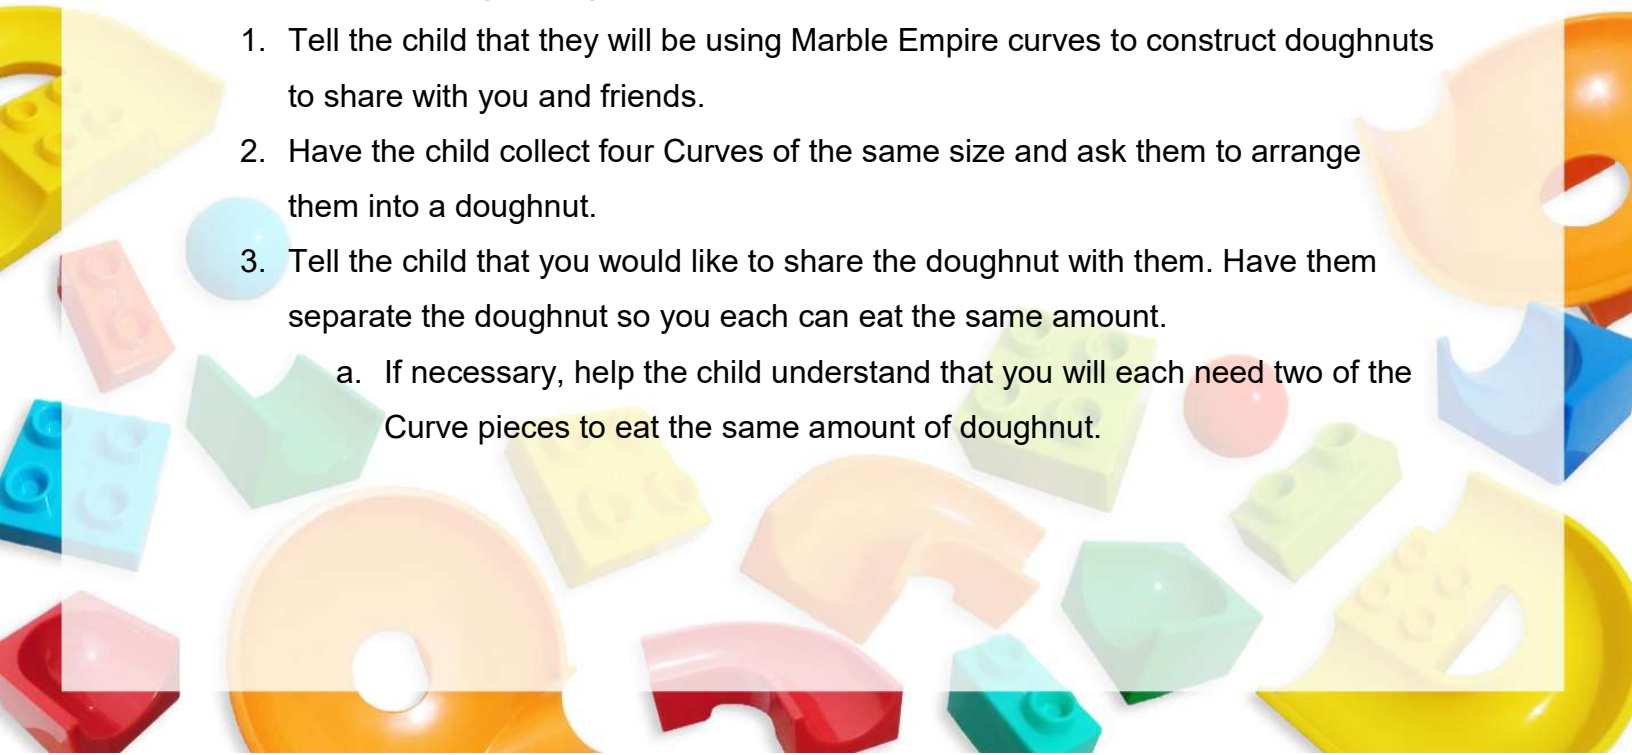 1. Tell the child that they will be using Marble Empire curves to construct doughnuts
to share with you and friends.
2. Have the child collect four Curves of the same size and ask them to arrange
them into a doughnut.
3. Tell the child that you would like to share the doughnut with them. Have them
separate the doughnut so you each can eat the same amount.
a. If necessary, help the child understand that you will each need two of the
Curve pieces to eat the same amount of doughnut.